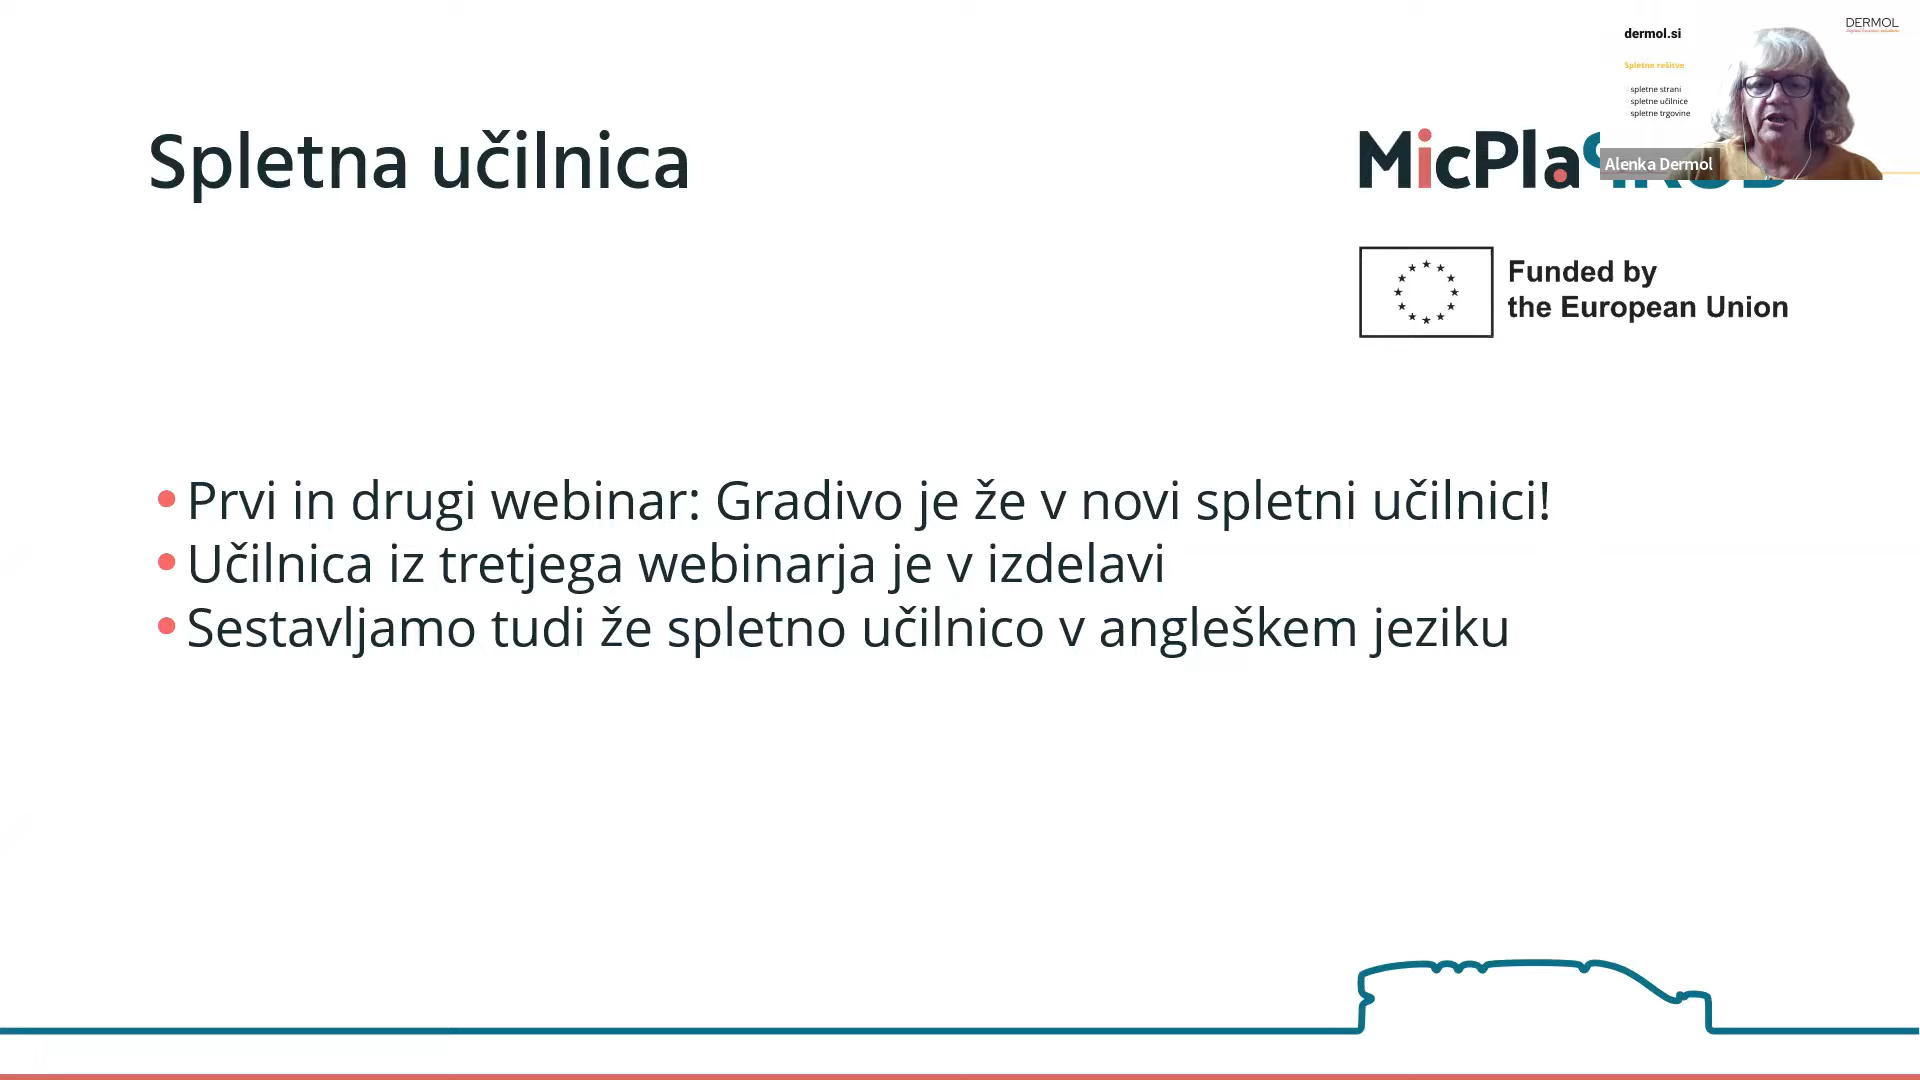 dermol.si
DERMOL
Spletne rešitve
spletne strani
spletne učilnice
spletne trgovine
Alenka Dermol
Spletna učilnica
Funded by
the European Union
Prvi in drugi webinar: Gradivo je že v novi spletni učilnici!
Učilnica iz tretjega webinarja je v izdelavi
Sestavljamo tudi že spletno učilnico v angleškem jeziku